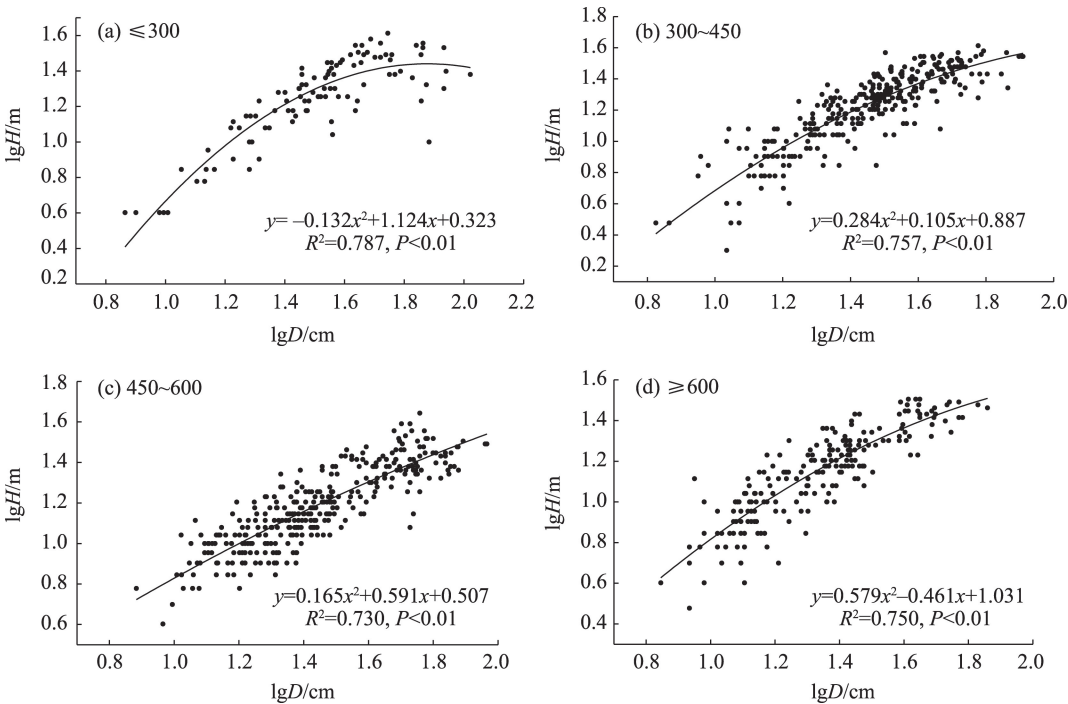 (a) ≤300
lgH/m
1.6
1.4
1.2
1.0
0.8
0.6
0.4
0.2
y= –0.132x²+1.124x+0.323
R²=0.787, P<0.01
0.8 1.0 1.2 1.4 1.6 1.8 2.0 2.2
lgD/cm
(b) 300~450
lgH/m
1.8
1.6
1.4
1.2
1.0
0.8
0.6
0.4
0.2
y=0.284x²+0.105x+0.887
R²=0.757, P<0.01
0.8 1.0 1.2 1.4 1.6 1.8 2.0
lgD/cm
(c) 450~600
lgH/m
1.8
1.6
1.4
1.2
1.0
0.8
0.6
y=0.165x²+0.591x+0.507
R²=0.730, P<0.01
0.8 1.0 1.2 1.4 1.6 1.8 2.0
lgD/cm
(d) ≥600
lgH/m
1.6
1.4
1.2
1.0
0.8
0.6
0.4
y=0.579x²–0.461x+1.031
R²=0.750, P<0.01
0.8 1.0 1.2 1.4 1.6 1.8 2.0
lgD/cm